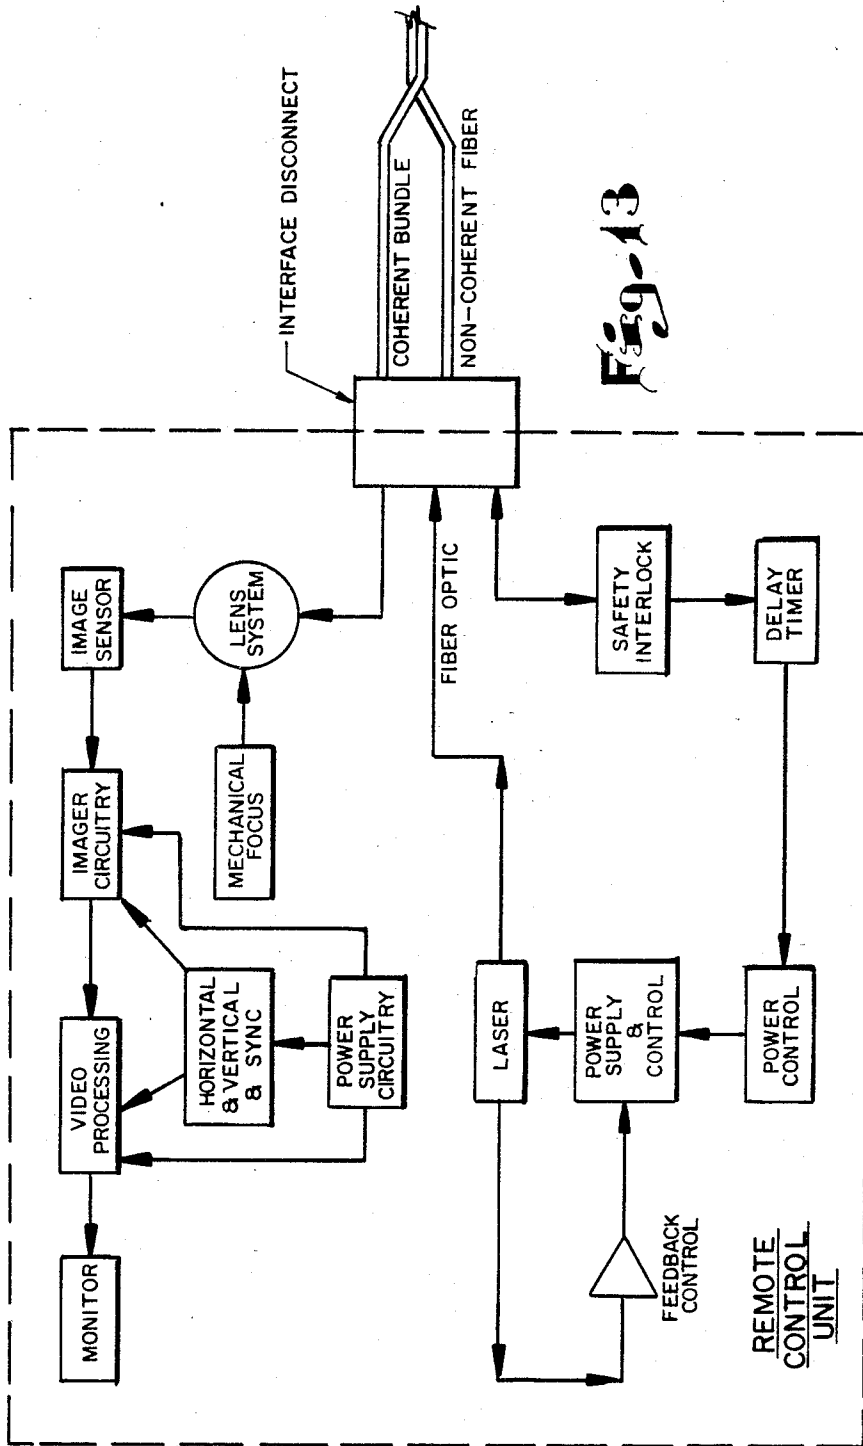 INTERFACE DISCONNECT
COHERENT BUNDLE
NON-COHERENT FIBER
Fig. 13
IMAGE
SENSOR
LENS
SYSTEM
MECHANICAL
FOCUS
IMAGER
CIRCUITRY
VIDEO
PROCESSING
MONITOR
HORIZONTAL
& VERTICAL
& SYNC
POWER
SUPPLY
CIRCUITRY
FIBER OPTIC
LASER
SAFETY
INTERLOCK
DELAY
TIMER
POWER
SUPPLY
&
CONTROL
POWER
CONTROL
FEEDBACK
CONTROL
REMOTE
CONTROL
UNIT